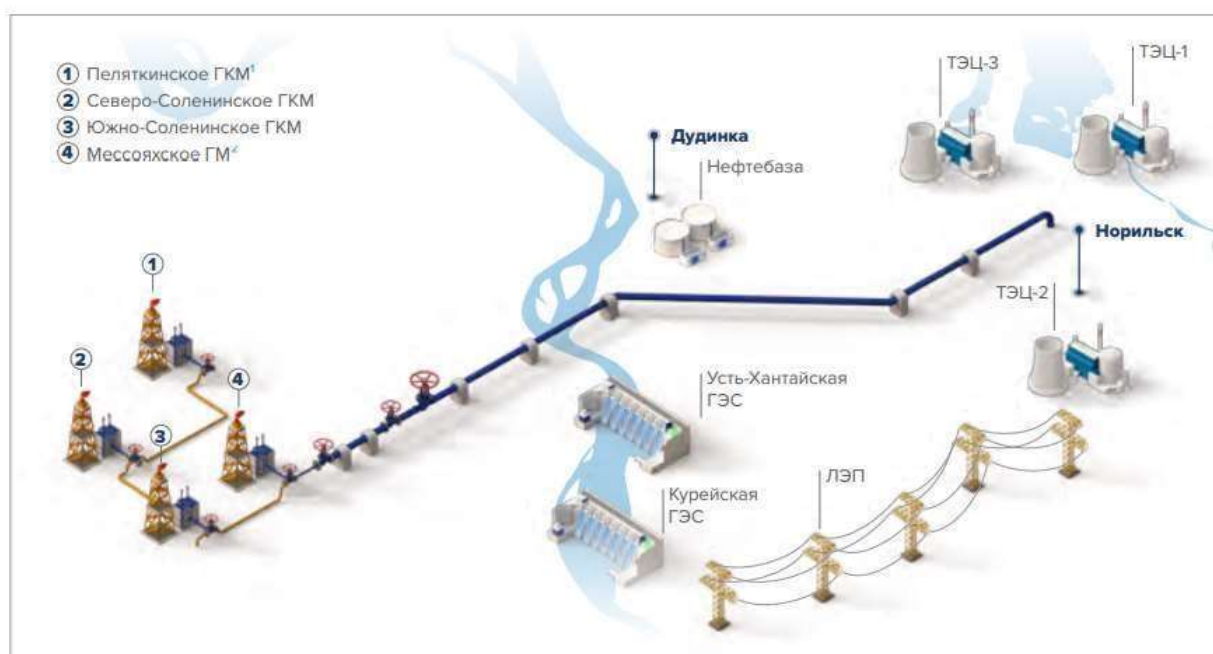 ① Пеляткинское ГКМ¹
② Северо-Соленинское ГКМ
③ Южно-Соленинское ГКМ
④ Мессояхское ГМ²
ТЭЦ-3
ТЭЦ-1
Дудинка
Нефтебаза
Норильск
ТЭЦ-2
1
2
4
3
Усть-Хантайская
ГЭС
Курейская
ГЭС
ЛЭП